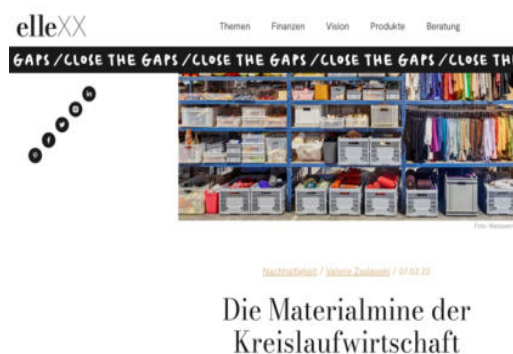 elleXX
Themen Finanzen Vision Produkte Beratung
GAPS / CLOSE THE GAPS / CLOSE THE GAPS / CLOSE THE GAPS / CLOSE TH
Nachhaltigkeit / Valerie Zaslawski / 07.02.23
Die Materialmine der
Kreislaufwirtschaft